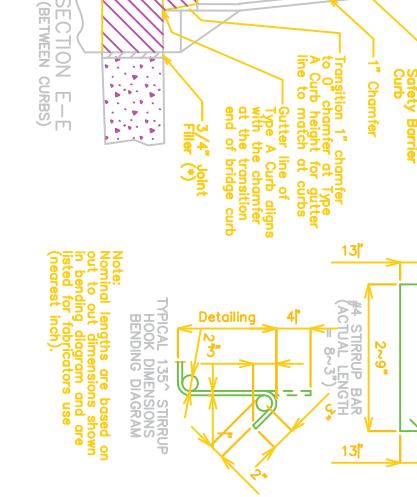 Safety Barrier
Curb
1" Chamfer
Transition 1" chamfer
to 0" chamfer at Type
A Curb height for gutter
line to match at curbs
Gutter line of
Type A Curb aligns
with the chamfer
at the transition
end of bridge curb
3/4" Joint
Filler (*)
SECTION E-E
(BETWEEN CURBS)
#4 STIRRUP BAR
(ACTUAL LENGTH
= 8~3")
2~9"
Detailing
2"
TYPICAL 135^ STIRRUP
HOOK DIMENSIONS
BENDING DIAGRAM
Note:
Nominal lengths are based on
out to out dimensions shown
in bending diagram and are
listed for fabricators use
(nearest inch).